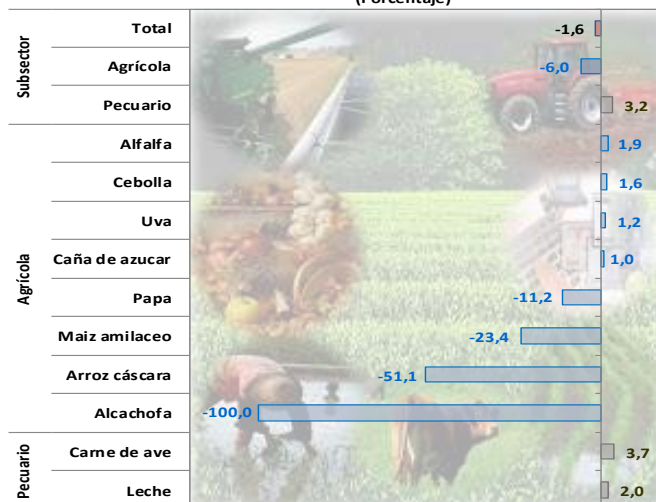 (Porcentaje)
Subsector
Total -1,6
Agrícola -6,0
Pecuario 3,2
Agrícola
Alfalfa 1,9
Cebolla 1,6
Uva 1,2
Caña de azucar 1,0
Papa -11,2
Maiz amilaceo -23,4
Arroz cáscara -51,1
Alcachofa -100,0
Pecuario
Carne de ave 3,7
Leche 2,0